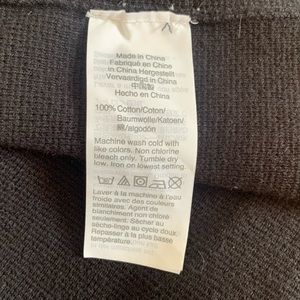 Made in China
Fabriqué en Chine
in China Hergestellt
Vervaardigd in China
中国製
Hecho en China
100% Cotton/Coton/
Baumwolle/Katoen/
綿/algodón
Machine wash cold with
like colors. Non chlorine
bleach only. Tumble dry
low. Iron on lowest setting.
Laver à la machine à l'eau
froide avec des couleurs
similaires. Agent de
blanchiment non chloré
seulement. Sécher au
sèche-linge au cycle doux.
Repasser à la plus basse
température.